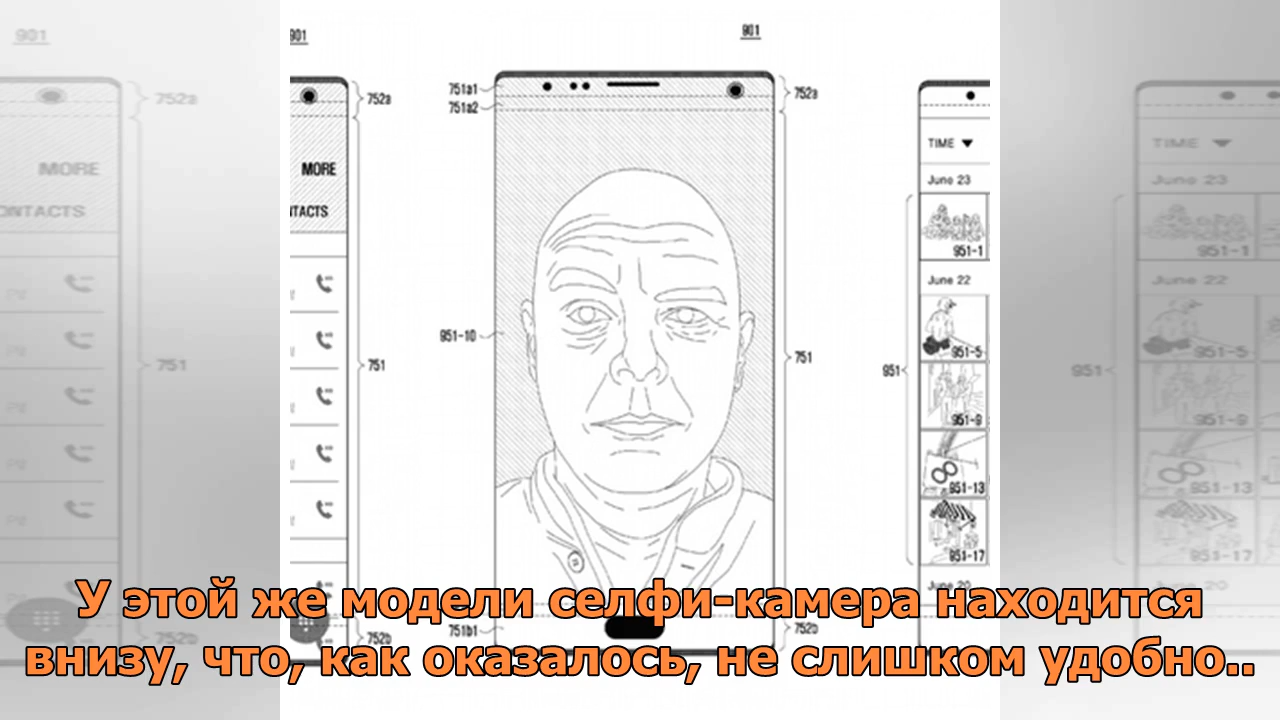 901
901
901
752a
MORE
ONTACTS
751
752b
752a
MORE
NTACTS
751
752b
751a1
751a2
752a
951-10
751
751b1
752b
TIME
June 23
951-1
June 22
951-5
951
951-9
951-13
951-17
June 20
TIME
June 23
951-1
June 22
951-5
951
951-9
951-13
951-17
June 20
У этой же модели селфи-камера находится
внизу, что, как оказалось, не слишком удобно..